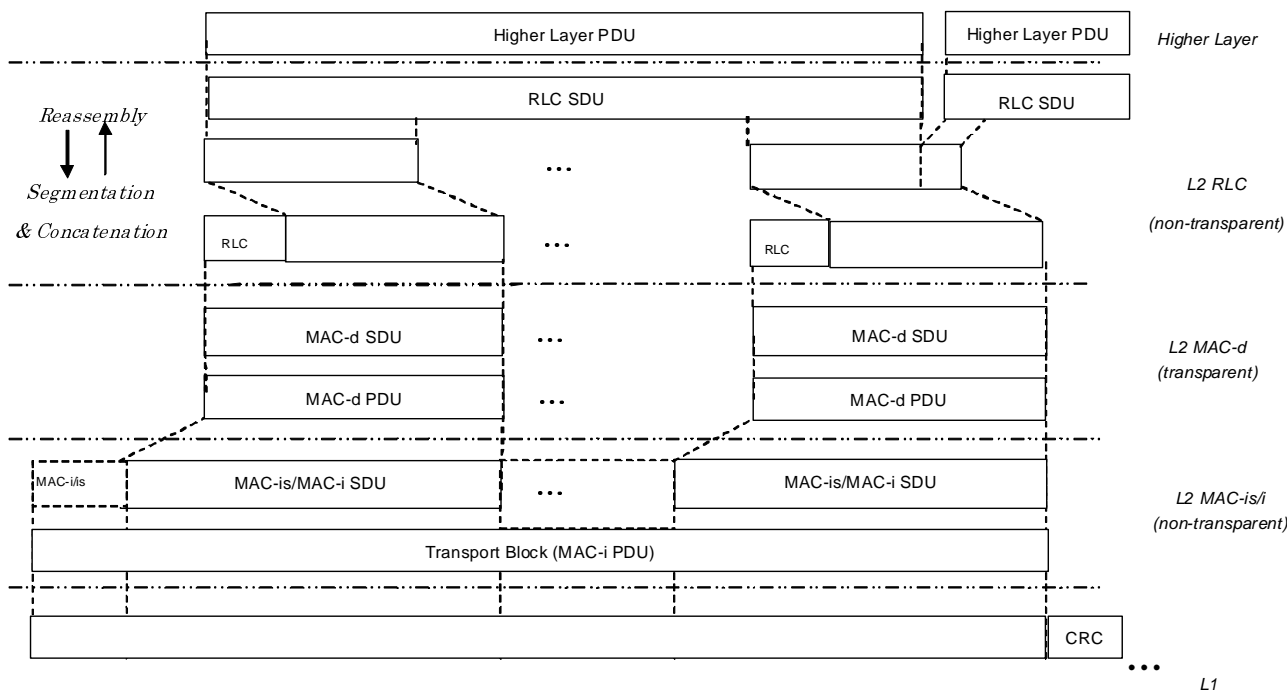 Higher Layer PDU
Higher Layer PDU
Higher Layer
RLC SDU
RLC SDU
Reassembly
...
Segmentation
& Concatenation
L2 RLC
(non-transparent)
RLC
...
RLC
MAC-d SDU
...
MAC-d SDU
L2 MAC-d
(transparent)
MAC-d PDU
...
MAC-d PDU
MAC-i/is
MAC-is/MAC-i SDU
...
MAC-is/MAC-i SDU
L2 MAC-is/i
(non-transparent)
Transport Block (MAC-i PDU)
CRC
...
L1